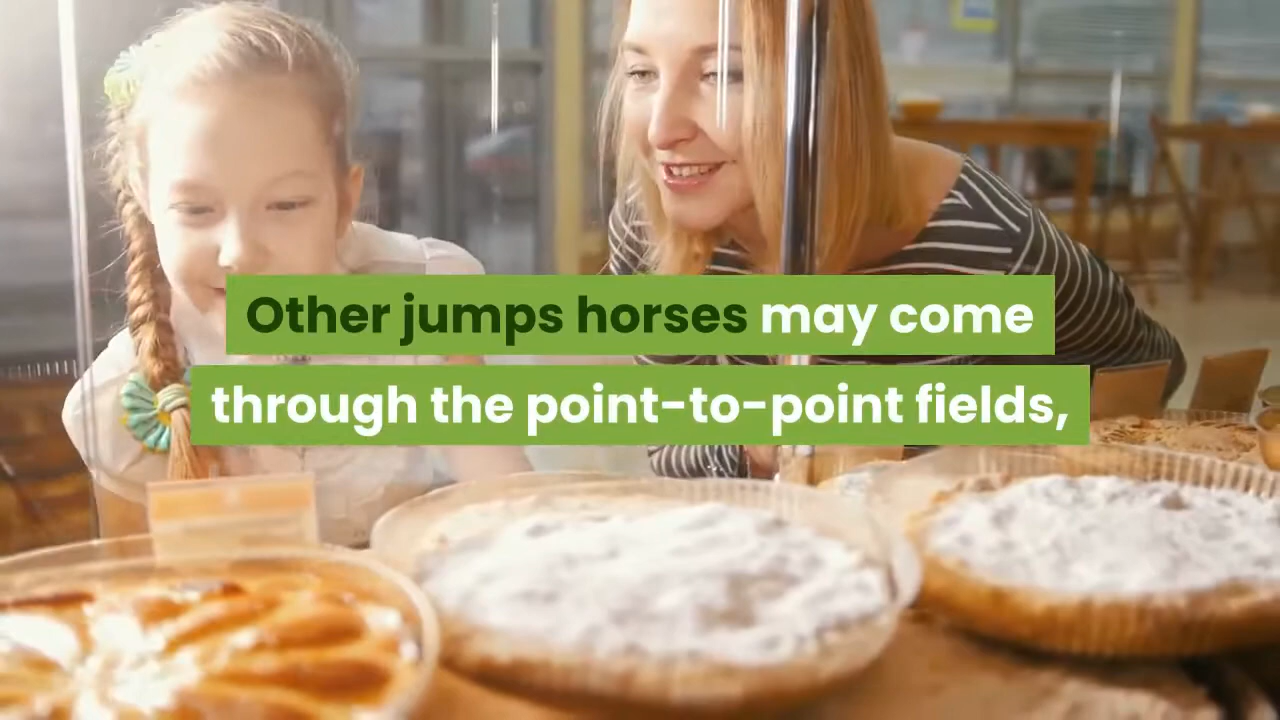 Other jumps horses may come
through the point-to-point fields,